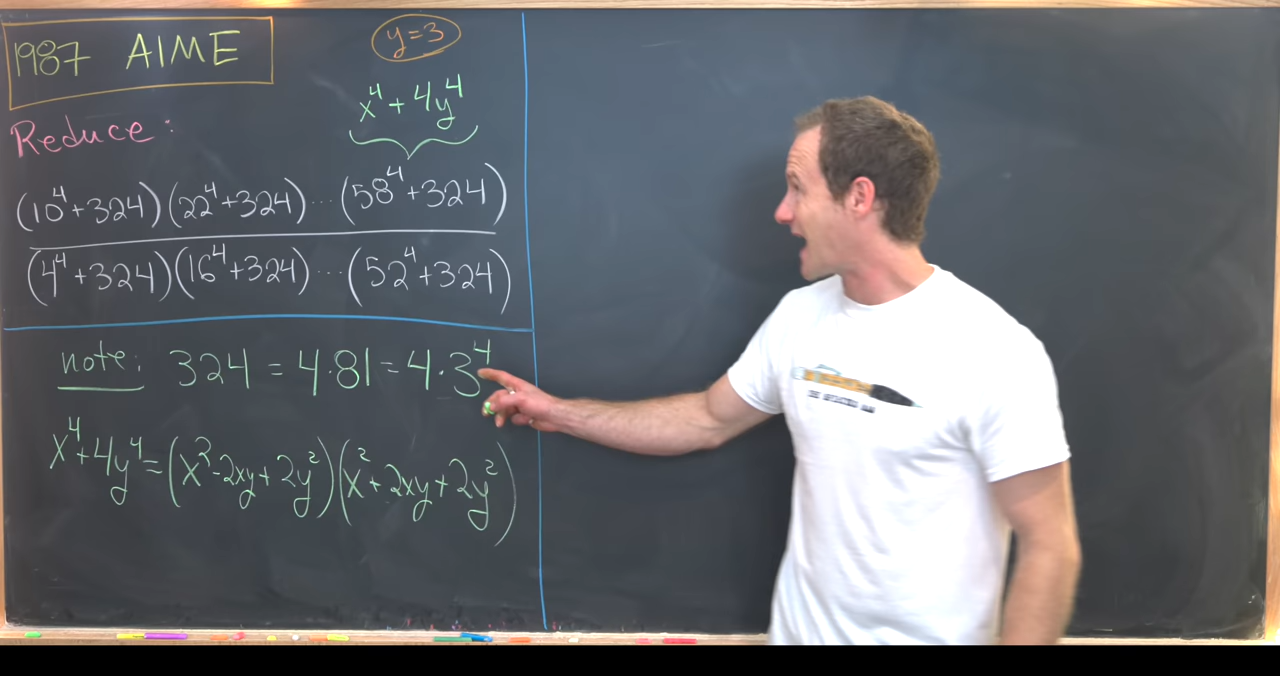 1987 AIME
y=3
x⁴+4y⁴
Reduce:
(10⁴+324)(22⁴+324)...(58⁴+324)
(4⁴+324)(16⁴+324)...(52⁴+324)
note: 324 = 4·81 = 4·3⁴
x⁴+4y⁴=(x²-2xy+2y²)(x²+2xy+2y²)